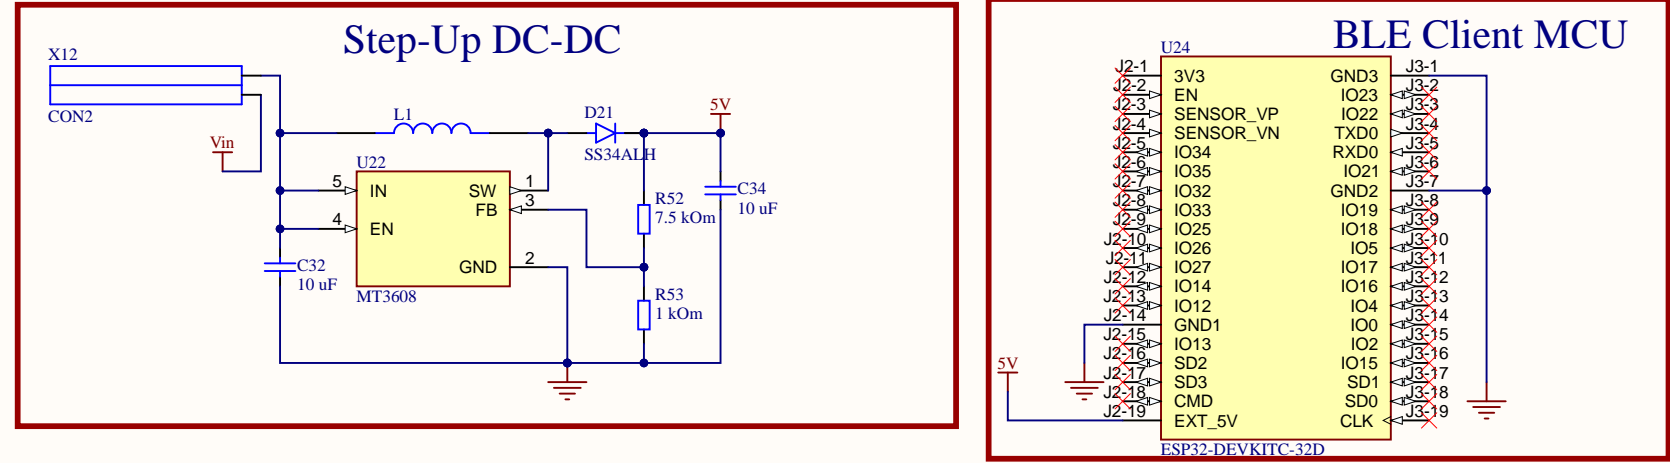 Step-Up DC-DC
X12
CON2
Vin
L1
D21
SS34ALH
5V
U22
5 IN SW 1
FB 3
4 EN
GND 2
MT3608
C32
10 uF
R52
7.5 kOm
R53
1 kOm
C34
10 uF
BLE Client MCU
U24
J2-1 3V3 GND3 J3-1
J2-2 EN IO23 J3-2
J2-3 SENSOR_VP IO22 J3-3
J2-4 SENSOR_VN TXD0 J3-4
J2-5 IO34 RXD0 J3-5
J2-6 IO35 IO21 J3-6
J2-7 IO32 GND2 J3-7
J2-8 IO33 IO19 J3-8
J2-9 IO25 IO18 J3-9
J2-10 IO26 IO5 J3-10
J2-11 IO27 IO17 J3-11
J2-12 IO14 IO16 J3-12
J2-13 IO12 IO4 J3-13
J2-14 GND1 IO0 J3-14
J2-15 IO13 IO2 J3-15
J2-16 SD2 IO15 J3-16
J2-17 SD3 SD1 J3-17
J2-18 CMD SD0 J3-18
J2-19 EXT_5V CLK J3-19
5V
ESP32-DEVKITC-32D